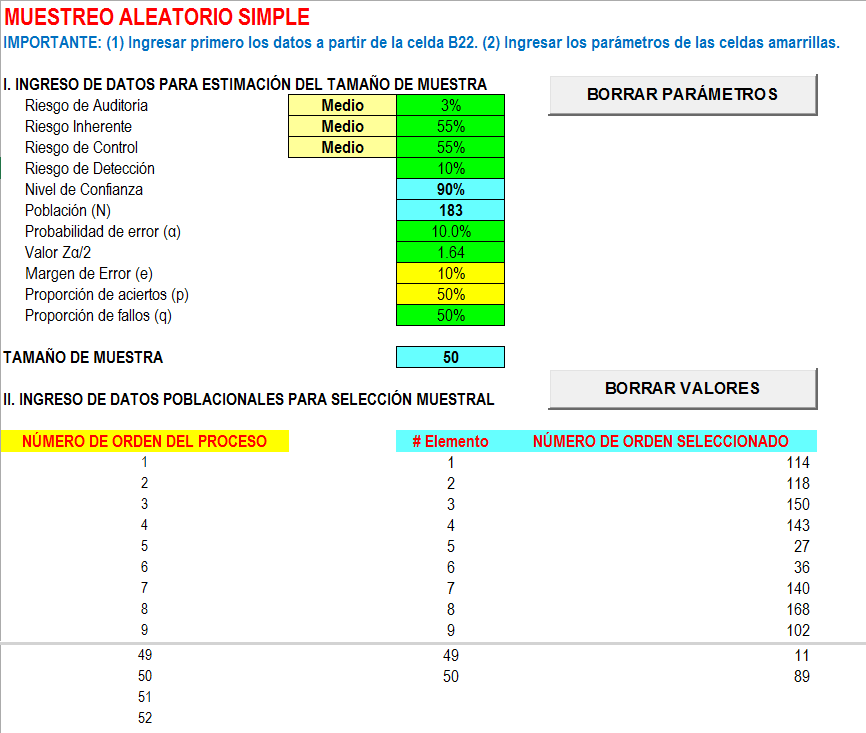 MUESTREO ALEATORIO SIMPLE
IMPORTANTE: (1) Ingresar primero los datos a partir de la celda B22. (2) Ingresar los parámetros de las celdas amarrillas.
I. INGRESO DE DATOS PARA ESTIMACIÓN DEL TAMAÑO DE MUESTRA
BORRAR PARÁMETROS
Riesgo de Auditoría Medio 3%
Riesgo Inherente Medio 55%
Riesgo de Control Medio 55%
Riesgo de Detección 10%
Nivel de Confianza 90%
Población (N) 183
Probabilidad de error (α) 10.0%
Valor Zα/2 1.64
Margen de Error (e) 10%
Proporción de aciertos (p) 50%
Proporción de fallos (q) 50%
TAMAÑO DE MUESTRA 50
BORRAR VALORES
II. INGRESO DE DATOS POBLACIONALES PARA SELECCIÓN MUESTRAL
NÚMERO DE ORDEN DEL PROCESO # Elemento NÚMERO DE ORDEN SELECCIONADO
1 1 114
2 2 118
3 3 150
4 4 143
5 5 27
6 6 36
7 7 140
8 8 168
9 9 102
49 49 11
50 50 89
51
52